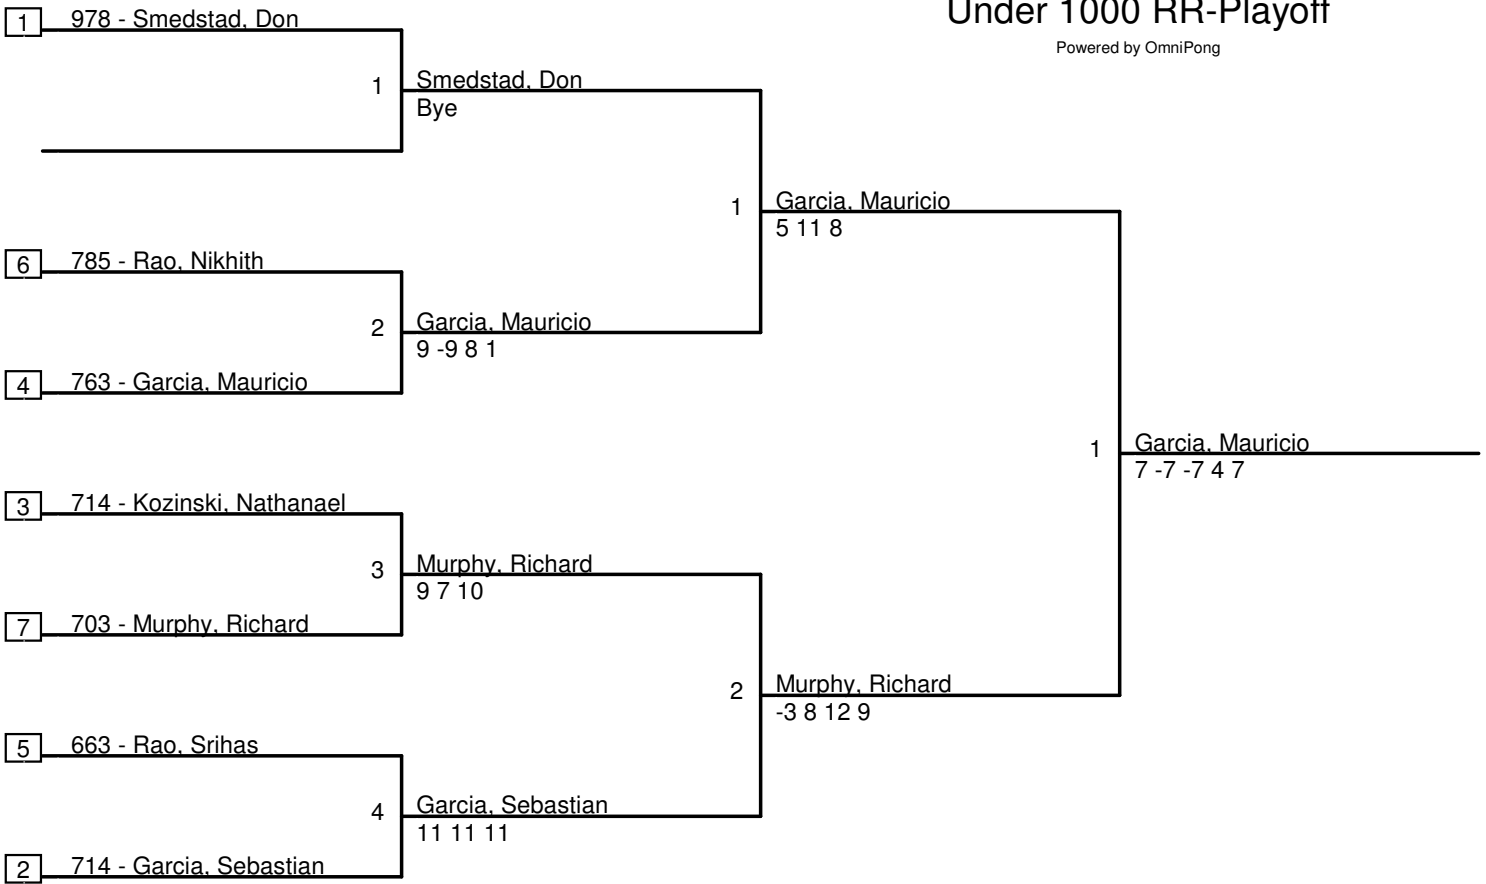 Under 1000 RR-Playoff
Powered by OmniPong
1 978 - Smedstad, Don
1 Smedstad, Don
Bye
1 Garcia, Mauricio
5 11 8
6 785 - Rao, Nikhith
2 Garcia, Mauricio
9 -9 8 1
4 763 - Garcia, Mauricio
1 Garcia, Mauricio
7 -7 -7 4 7
3 714 - Kozinski, Nathanael
3 Murphy, Richard
9 7 10
7 703 - Murphy, Richard
2 Murphy, Richard
-3 8 12 9
5 663 - Rao, Srihas
4 Garcia, Sebastian
11 11 11
2 714 - Garcia, Sebastian